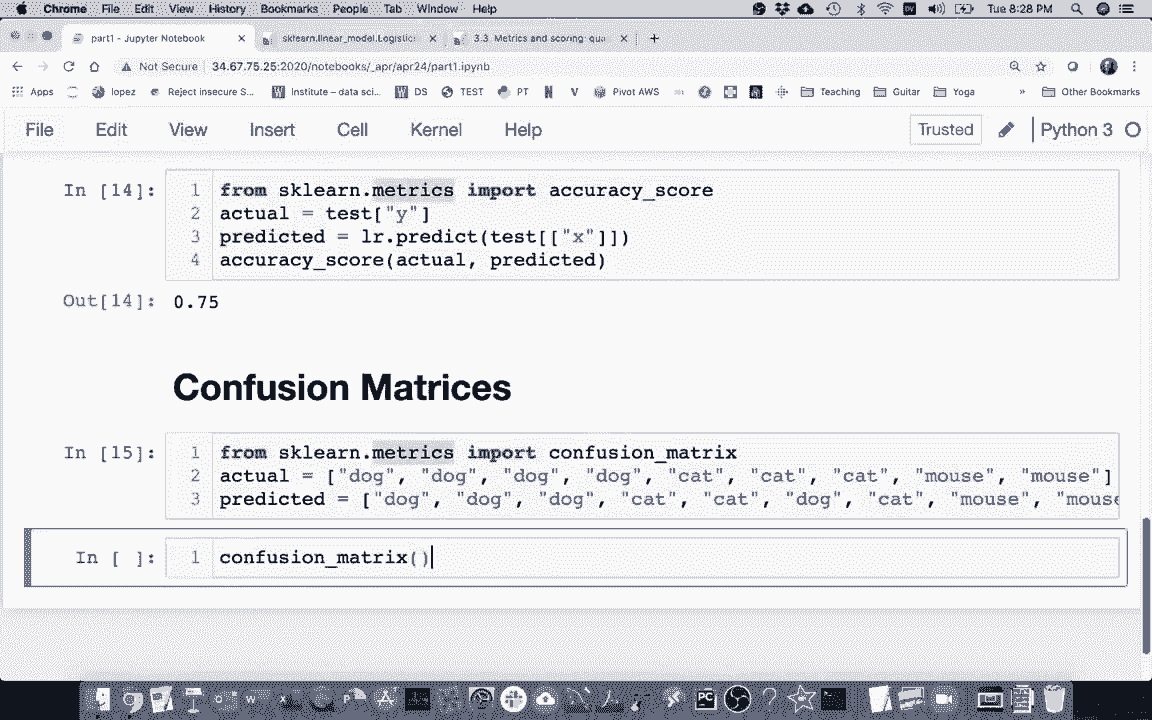 Chrome File Edit View History Bookmarks People Tab Window Help Tue 8:28 PM
part1 - Jupyter Notebook sklearn.linear_model.Logistic 3.3. Metrics and scoring: qua
Not Secure 34.67.75.25:2020/notebooks/_apr/apr24/part1.ipynb
Apps lopez Reject insecure S... Institute – data sci... DS TEST PT N V Pivot AWS Teaching Guitar Yoga » Other Bookmarks
File Edit View Insert Cell Kernel Help Trusted Python 3
In [14]: 1 from sklearn.metrics import accuracy_score
2 actual = test["y"]
3 predicted = lr.predict(test[["x"]])
4 accuracy_score(actual, predicted)
Out[14]: 0.75
Confusion Matrices
In [15]: 1 from sklearn.metrics import confusion_matrix
2 actual = ["dog", "dog", "dog", "dog", "cat", "cat", "cat", "mouse", "mouse"]
3 predicted = ["dog", "dog", "dog", "cat", "cat", "dog", "cat", "mouse", "mouse
In [ ]: 1 confusion_matrix()